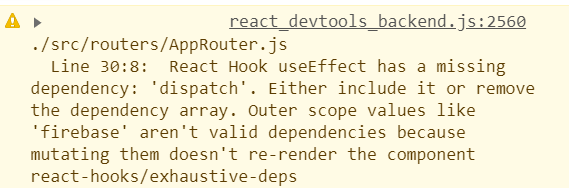 react_devtools_backend.js:2560
./src/routers/AppRouter.js
Line 30:8:  React Hook useEffect has a missing
dependency: 'dispatch'. Either include it or remove
the dependency array. Outer scope values like
'firebase' aren't valid dependencies because
mutating them doesn't re-render the component
react-hooks/exhaustive-deps